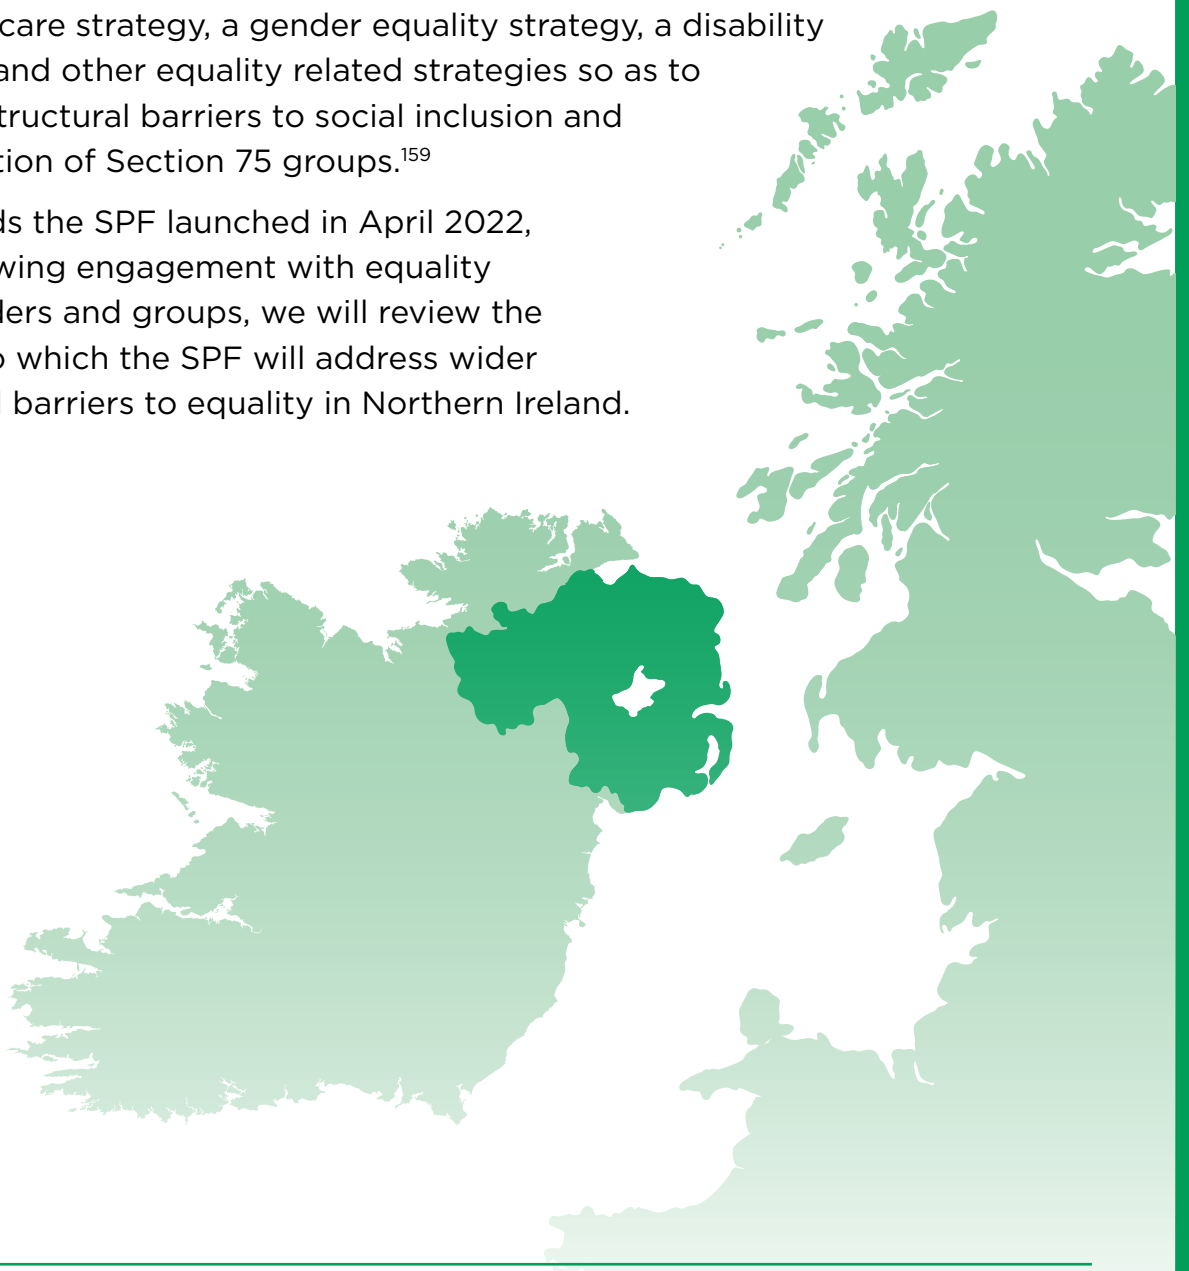 care strategy, a gender equality strategy, a disability
and other equality related strategies so as to
tructural barriers to social inclusion and
tion of Section 75 groups.159
ds the SPF launched in April 2022,
wing engagement with equality
ders and groups, we will review the
o which the SPF will address wider
l barriers to equality in Northern Ireland.